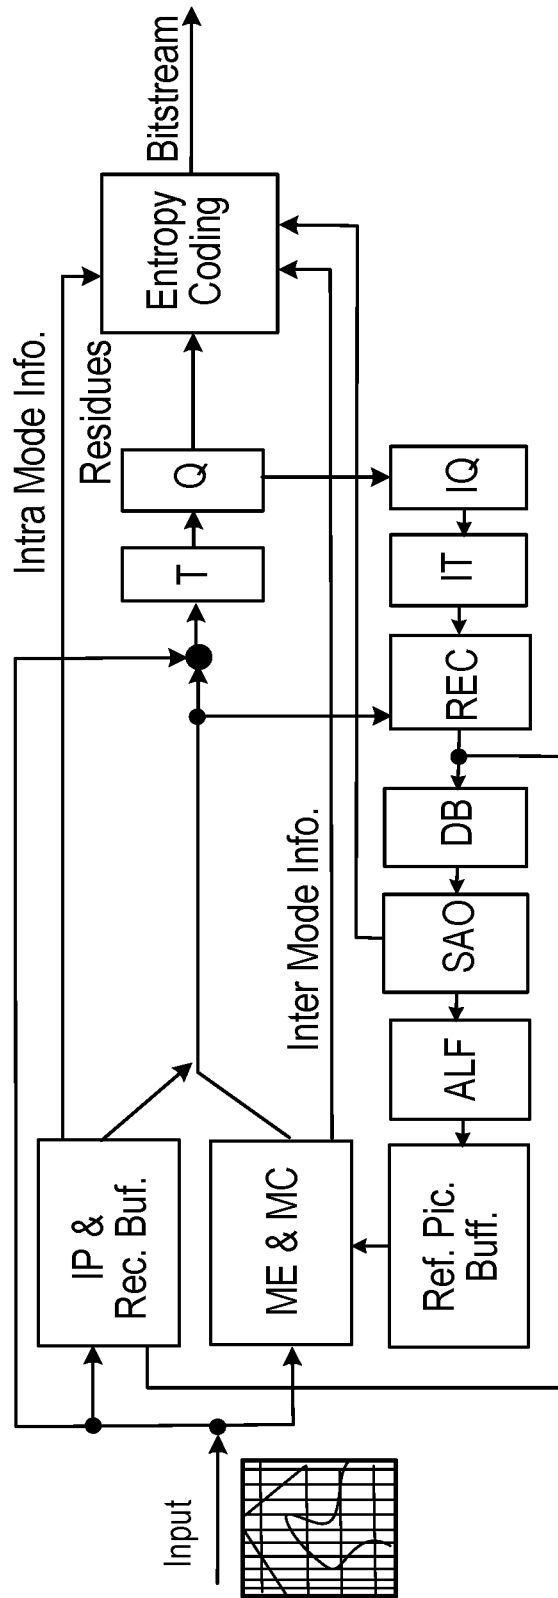 Intra Mode Info.
Residues
Entropy
Coding
Bitstream
T
Q
Input
IP &
Rec. Buf.
ME & MC
Inter Mode Info.
Ref. Pic.
Buff.
ALF
SAO
DB
REC
IT
IQ